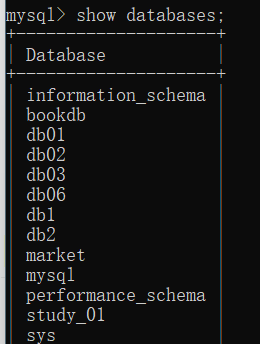 mysql> show databases;
+--------------------+
| Database           |
+--------------------+
| information_schema |
| bookdb             |
| db01               |
| db02               |
| db03               |
| db06               |
| db1                |
| db2                |
| market             |
| mysql              |
| performance_schema |
| study_01           |
| sys                |